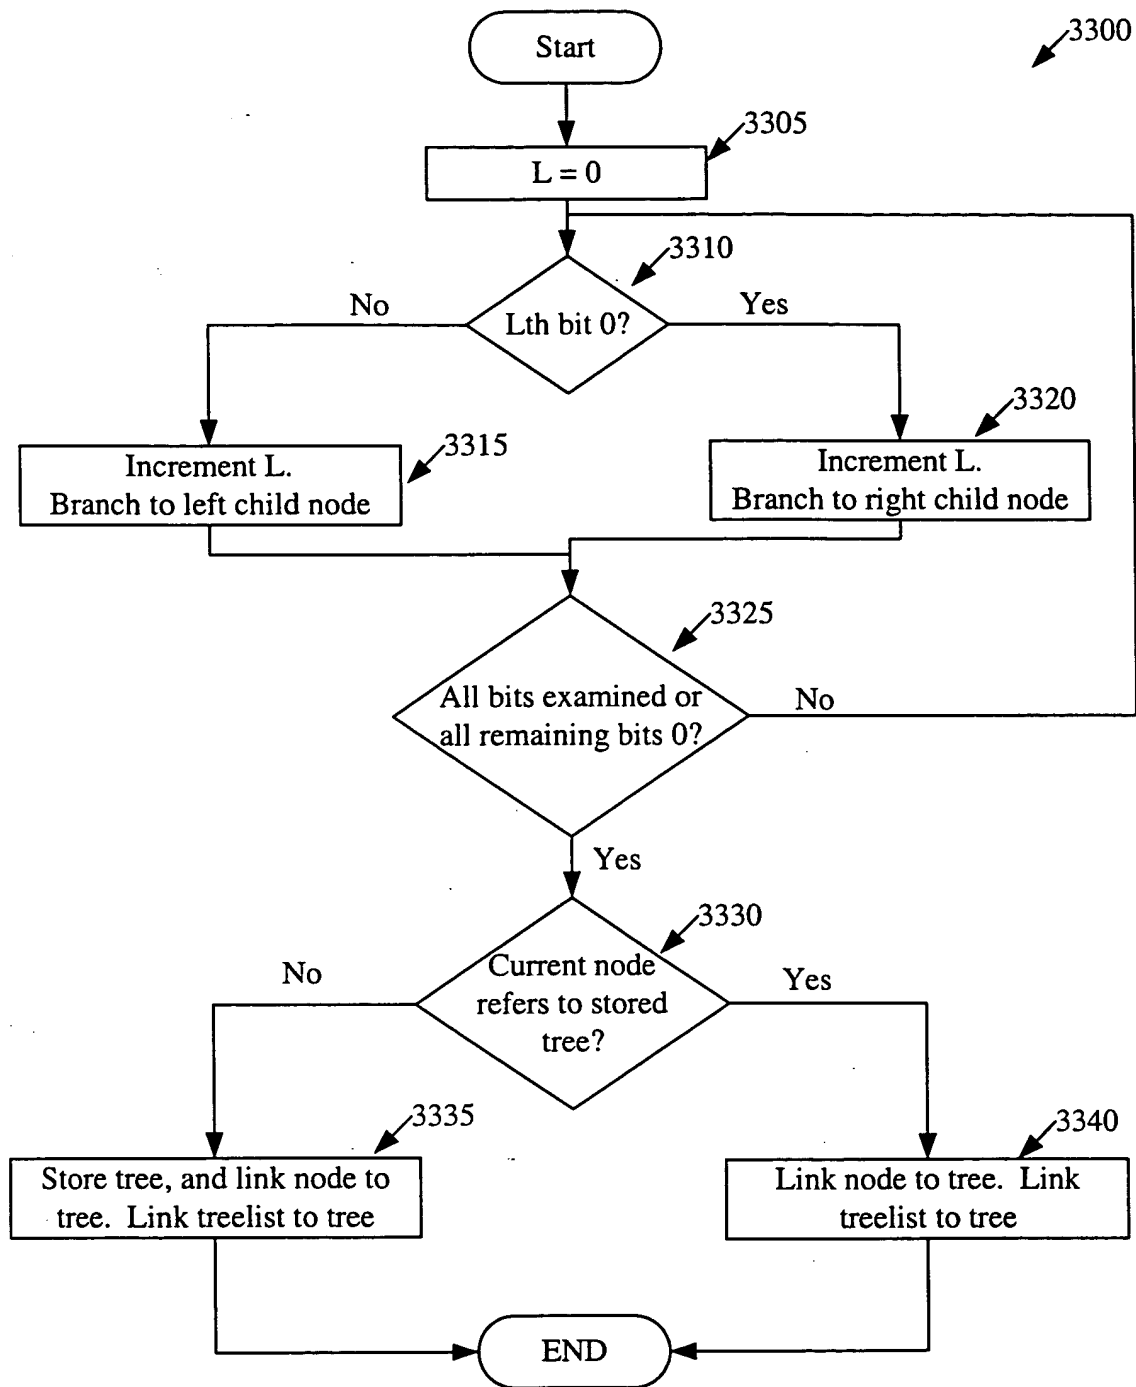 Start
3300
3305
L = 0
3310
No
Lth bit 0?
Yes
3320
3315
Increment L.
Branch to left child node
Increment L.
Branch to right child node
3325
All bits examined or
all remaining bits 0?
No
Yes
3330
No
Current node
refers to stored
tree?
Yes
3335
3340
Store tree, and link node to
tree. Link treelist to tree
Link node to tree. Link
treelist to tree
END